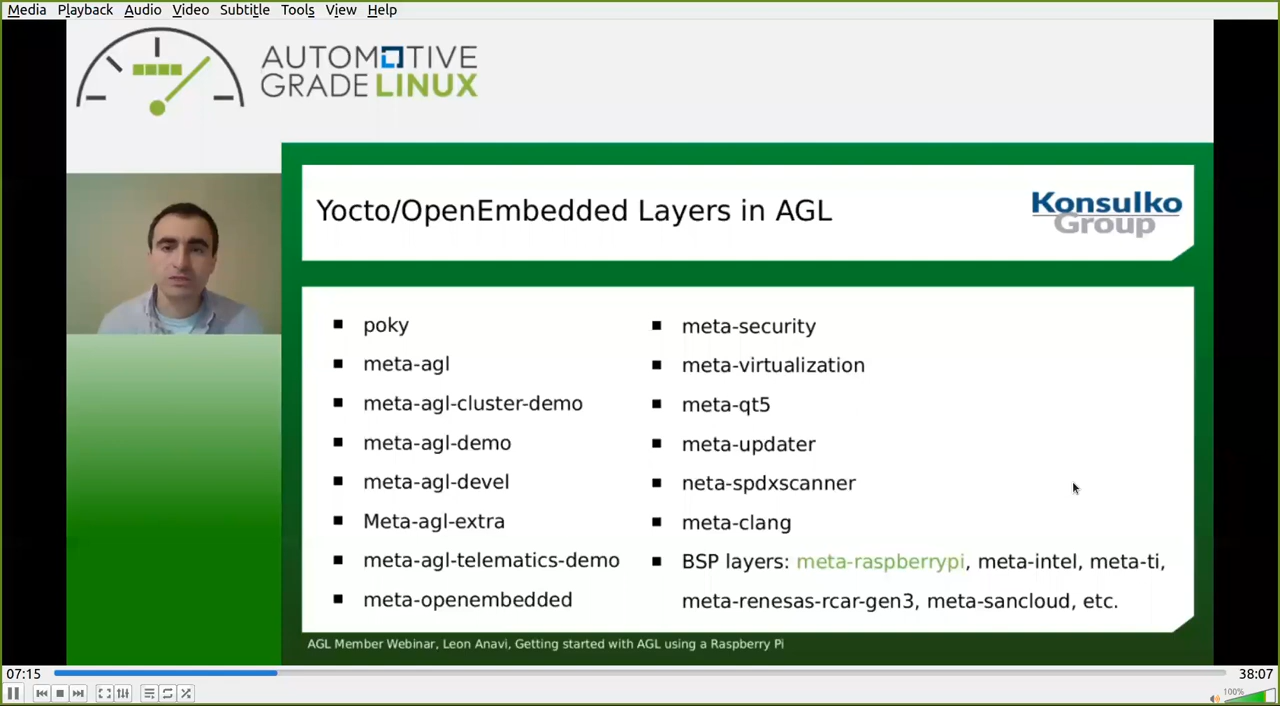 Media Playback Audio Video Subtitle Tools View Help
AUTOMOTIVE
GRADE LINUX
Yocto/OpenEmbedded Layers in AGL
Konsulko
Group
poky
meta-agl
meta-agl-cluster-demo
meta-agl-demo
meta-agl-devel
Meta-agl-extra
meta-agl-telematics-demo
meta-openembedded
meta-security
meta-virtualization
meta-qt5
meta-updater
neta-spdxscanner
meta-clang
BSP layers: meta-raspberrypi, meta-intel, meta-ti,
meta-renesas-rcar-gen3, meta-sancloud, etc.
AGL Member Webinar, Leon Anavi, Getting started with AGL using a Raspberry Pi
07:15
38:07
100%